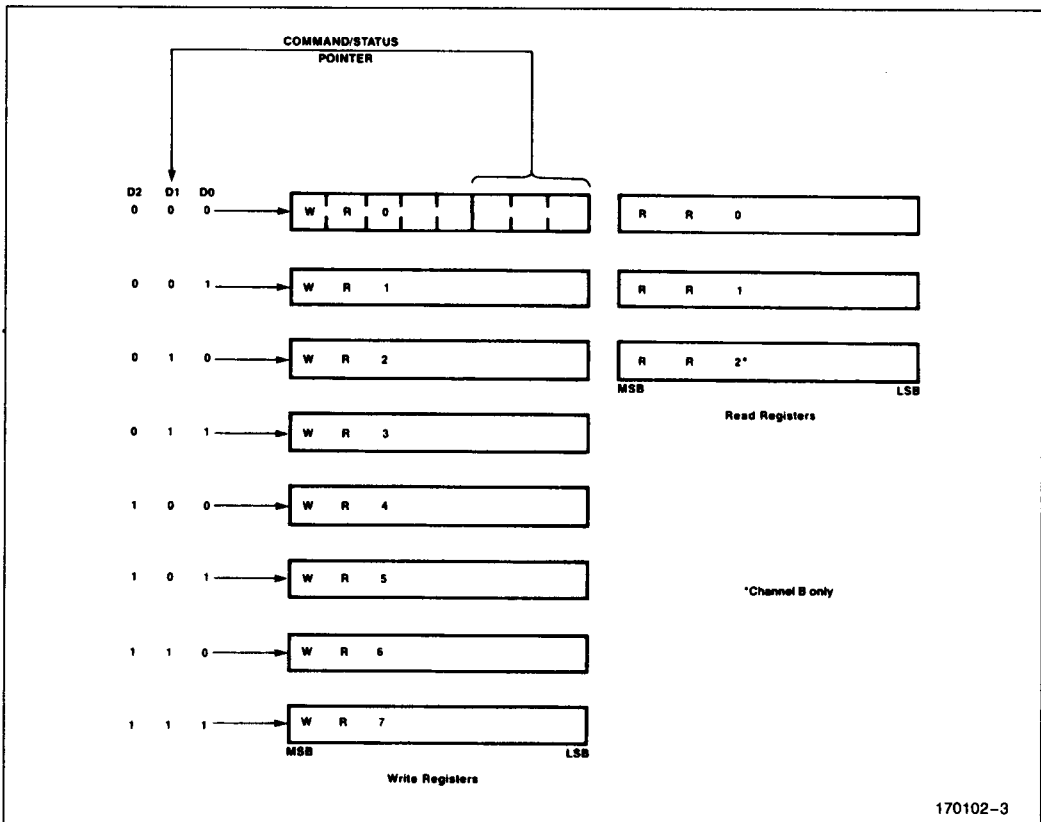 COMMAND/STATUS
POINTER
D2 D1 D0
0 0 0 W R 0 R R 0
0 0 1 W R 1 R R 1
0 1 0 W R 2 R R 2*
MSB LSB
Read Registers
0 1 1 W R 3
1 0 0 W R 4
1 0 1 W R 5
*Channel B only
1 1 0 W R 6
1 1 1 W R 7
MSB LSB
Write Registers
170102-3